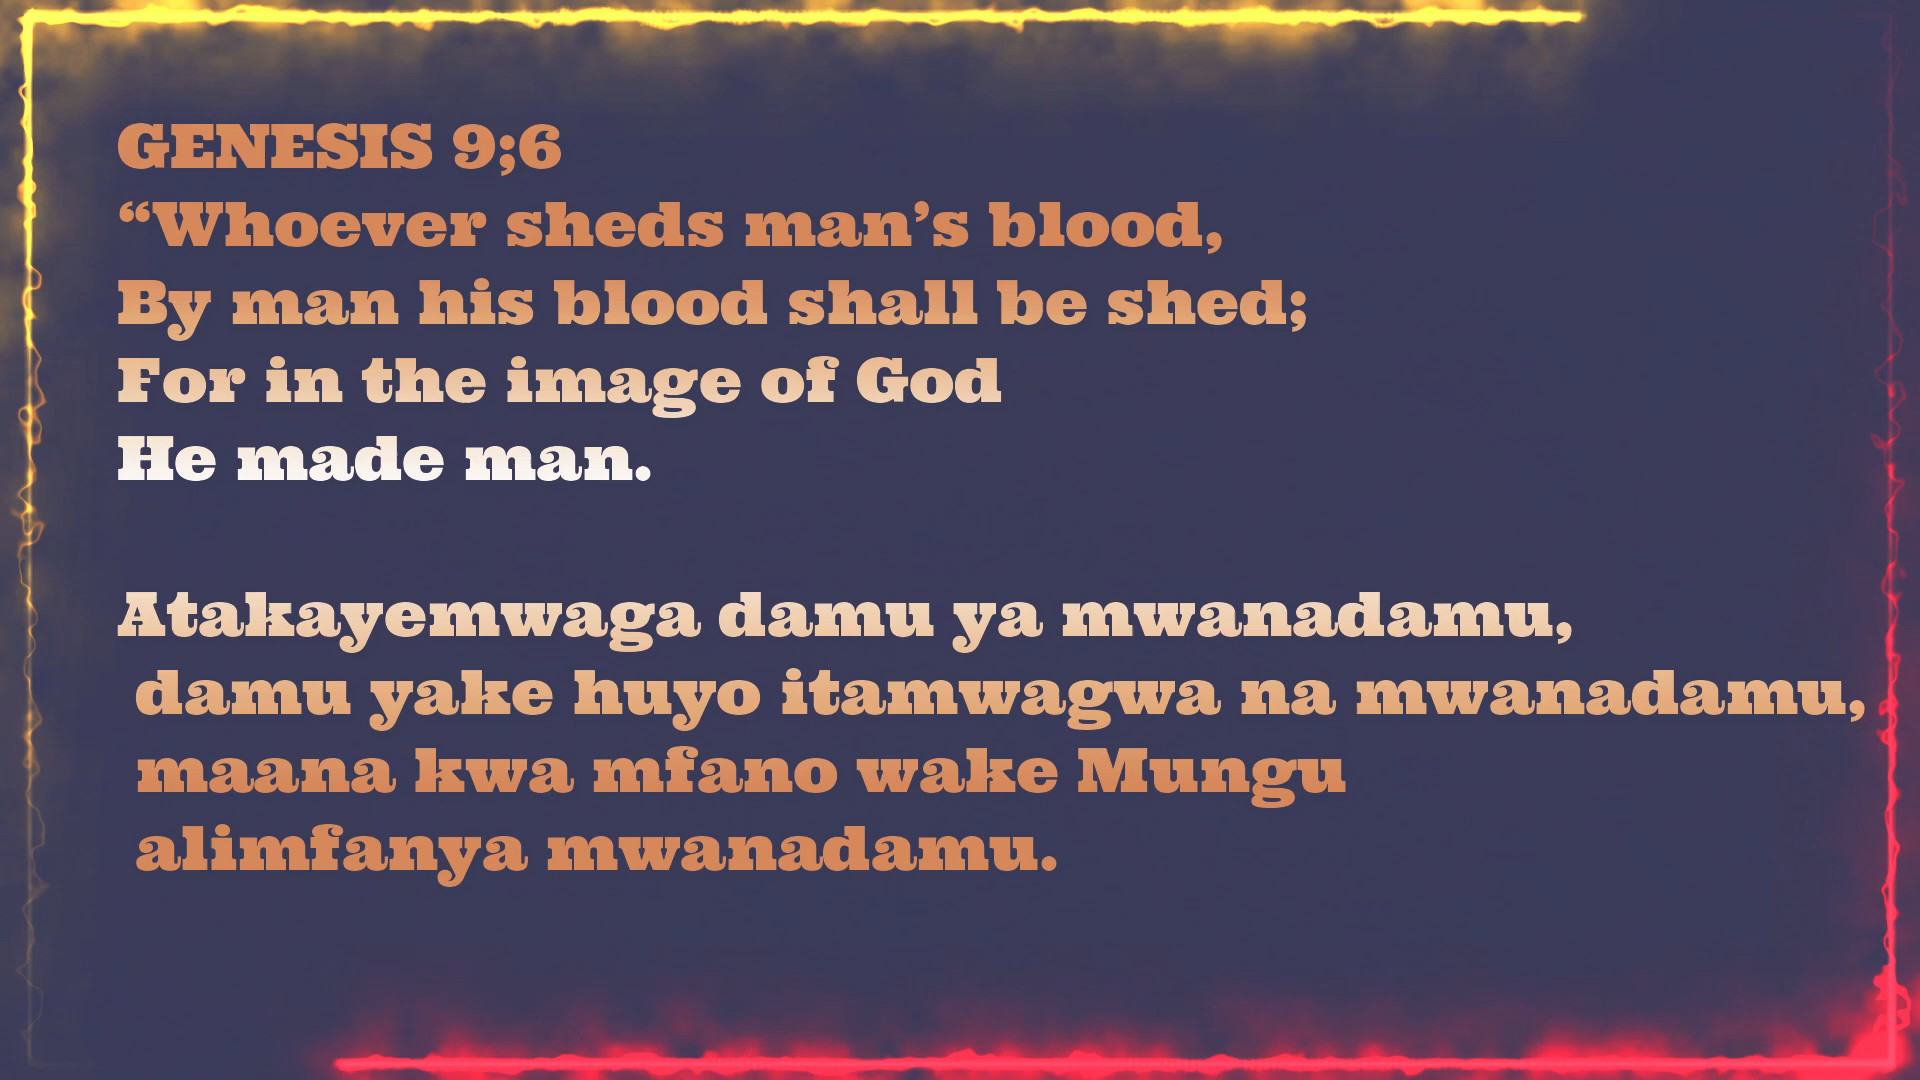 GENESIS 9;6
“Whoever sheds man’s blood,
By man his blood shall be shed;
For in the image of God
He made man.
Atakayemwaga damu ya mwanadamu,
damu yake huyo itamwagwa na mwanadamu,
maana kwa mfano wake Mungu
alimfanya mwanadamu.